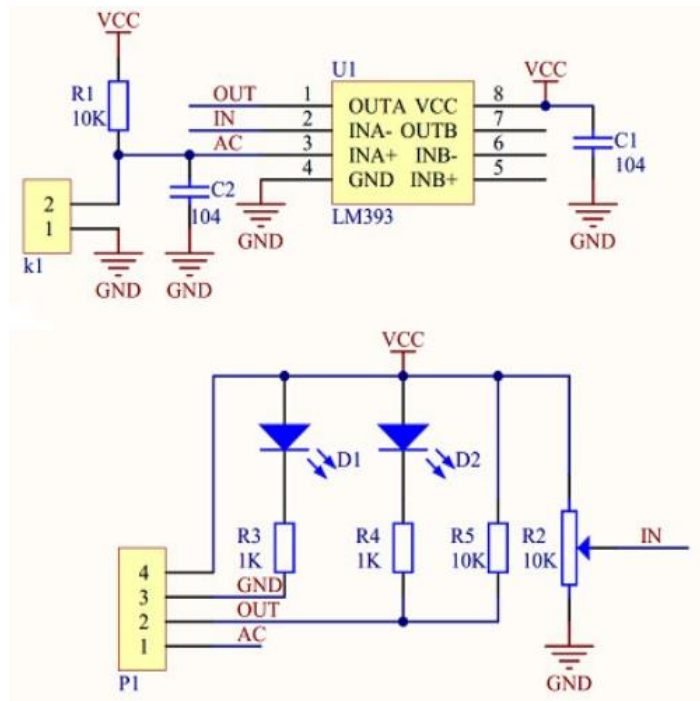 VCC
R1
10K
2
1
k1
GND
C2
104
GND
OUT
IN
AC
1
2
3
4
GND
U1
OUTA VCC
INA- OUTB
INA+ INB-
GND INB+
LM393
8
7
6
5
VCC
C1
104
GND
VCC
D1
D2
R3
1K
R4
1K
R5
10K
R2
10K
IN
GND
4
3
2
1
P1
GND
OUT
AC